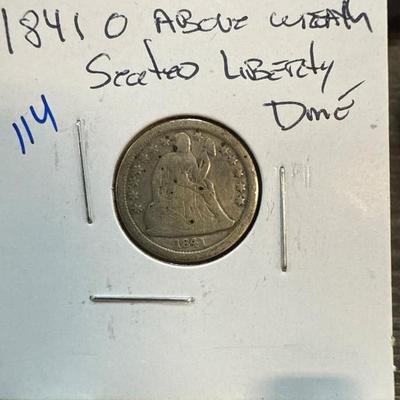 1841 O Above wreath
Seated Liberty
Dime
114
1841